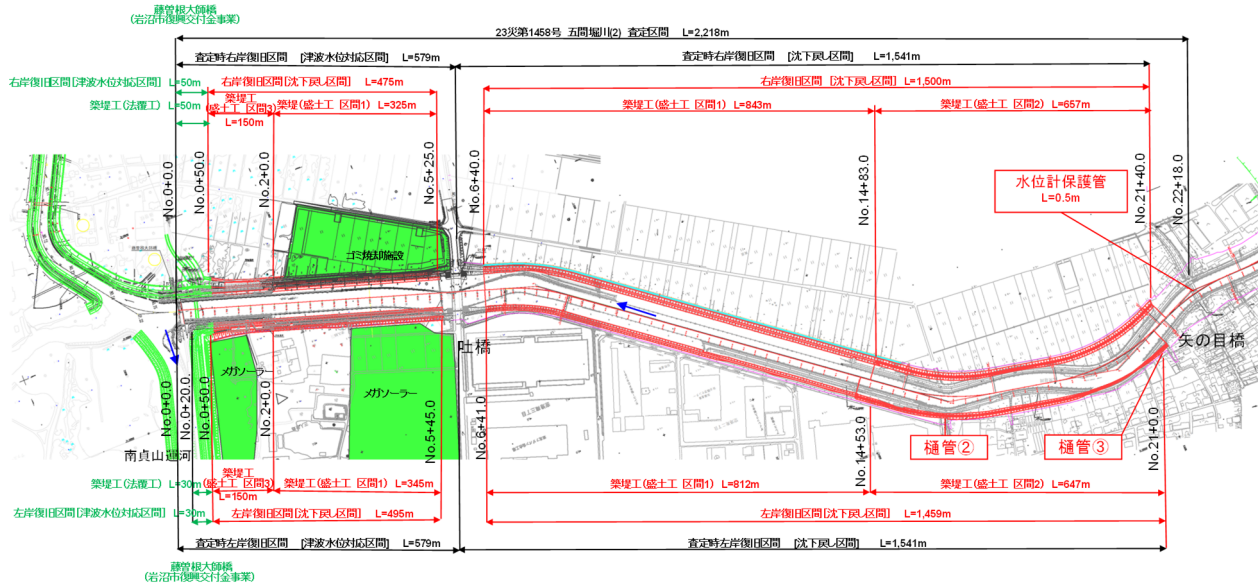 藤曽根大師橋
(岩沼市復興交付金事業)
23災第1458号 五間堀川(2) 査定区間 L=2,218m
査定時右岸復旧区間 [津波水位対応区間] L=579m
査定時右岸復旧区間 [沈下戻し区間] L=1,541m
右岸復旧区間[津波水位対応区間] L=50m
右岸復旧区間[沈下戻し区間] L=475m
右岸復旧区間 [沈下戻し区間] L=1,500m
築堤工(法覆工) L=50m
築堤工
(盛土工 区間3)
L=150m
築堤(盛土工 区間1) L=325m
築堤工(盛土工 区間1) L=843m
築堤工(盛土工 区間2) L=657m
No.0+0.0
No.0+50.0
No.2+0.0
No.5+25.0
No.6+40.0
No.14+83.0
No.21+40.0
No.22+18.0
水位計保護管
L=0.5m
ゴミ焼却施設
吐橋
矢の目橋
メガソーラー
メガソーラー
南貞山運河
No.0+0.0
No.0+20.0
No.0+50.0
No.2+0.0
No.5+45.0
No.6+41.0
No.14+53.0
No.21+0.0
樋管②
樋管③
築堤工(法覆工) L=30m
築堤工
(盛土工 区間3)
L=150m
築堤工(盛土工 区間1) L=345m
築堤工(盛土工 区間1) L=812m
築堤工(盛土工 区間2) L=647m
左岸復旧区間[津波水位対応区間] L=30m
左岸復旧区間[沈下戻し区間] L=495m
左岸復旧区間[沈下戻し区間] L=1,459m
査定時左岸復旧区間 [津波水位対応区間] L=579m
査定時左岸復旧区間 [沈下戻し区間] L=1,541m
藤曽根大師橋
(岩沼市復興交付金事業)